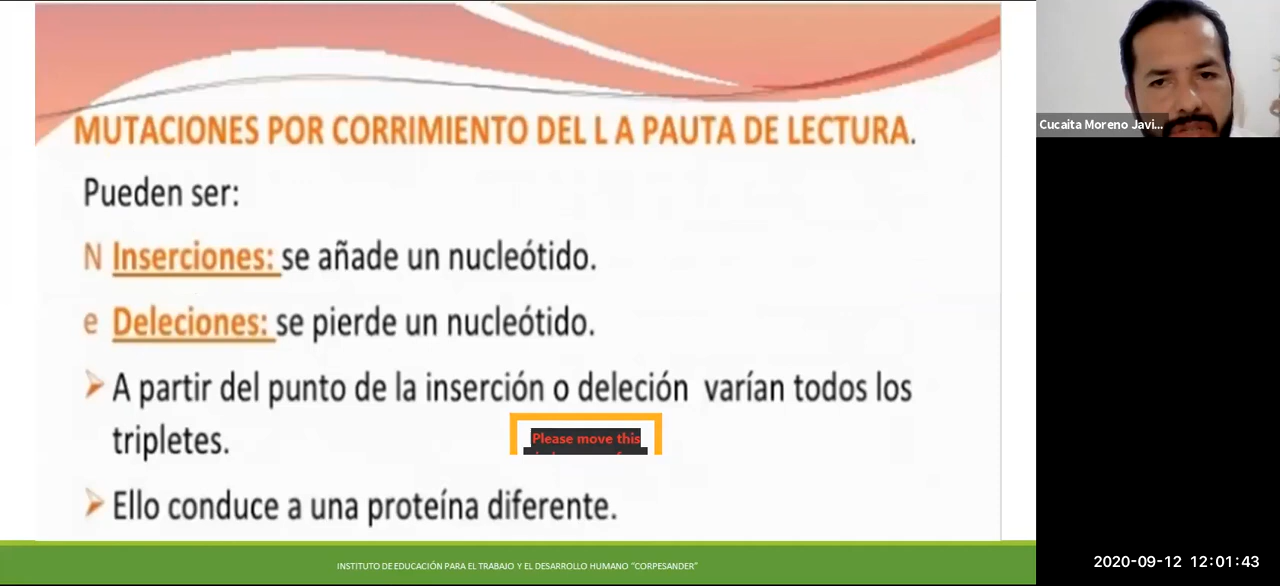 MUTACIONES POR CORRIMIENTO DEL L A PAUTA DE LECTURA.
Pueden ser:
N Inserciones: se añade un nucleótido.
e Deleciones: se pierde un nucleótido.
A partir del punto de la inserción o deleción varían todos los
tripletes.
Please move this
Ello conduce a una proteína diferente.
INSTITUTO DE EDUCACIÓN PARA EL TRABAJO Y EL DESARROLLO HUMANO “CORPESANDER”
Cucaita Moreno Javi...
2020-09-12 12:01:43